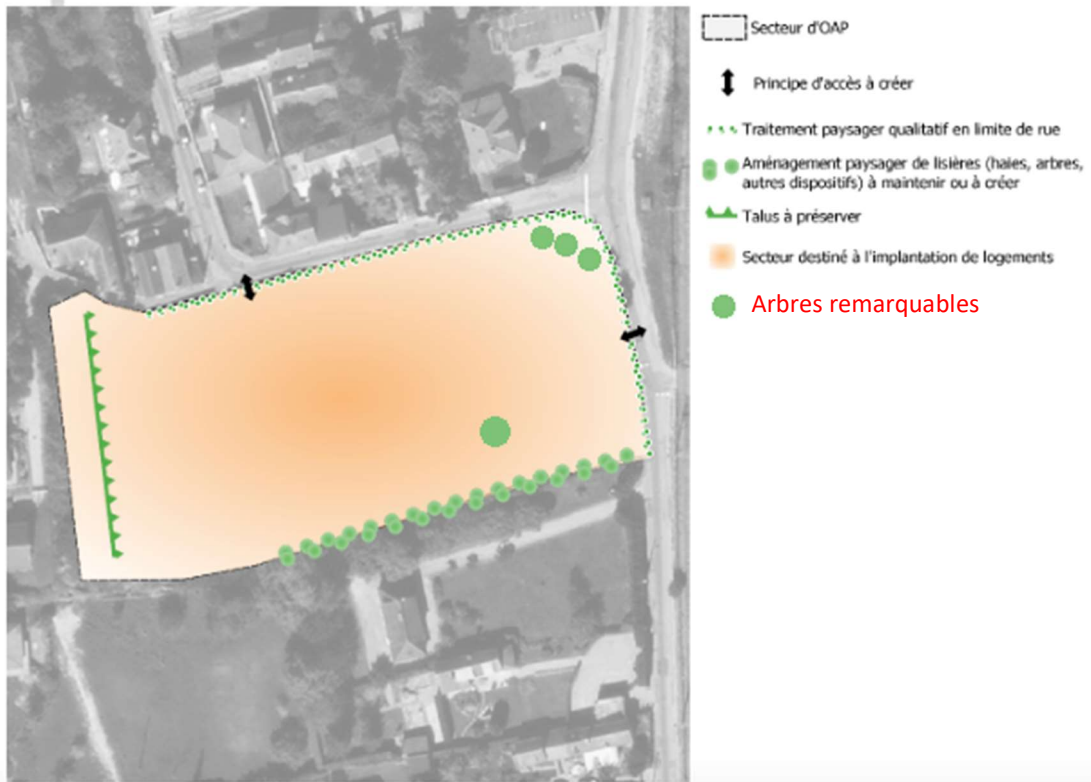 Secteur d'OAP
Principe d'accès à créer
Traitement paysager qualitatif en limite de rue
Aménagement paysager de lisières (haies, arbres,
autres dispositifs) à maintenir ou à créer
Talus à préserver
Secteur destiné à l'implantation de logements
Arbres remarquables